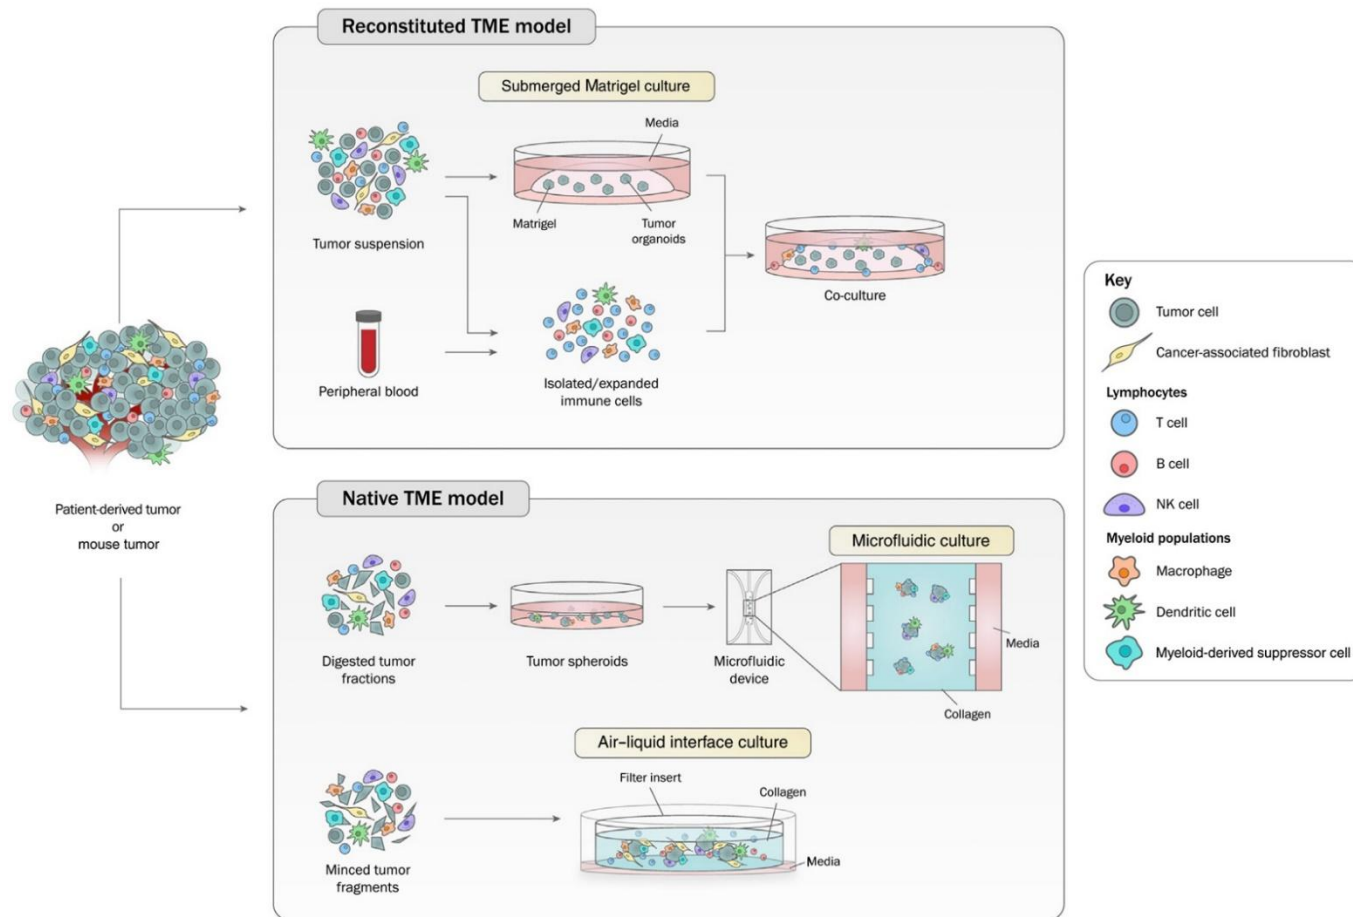 Reconstituted TME model
Submerged Matrigel culture
Media
Matrigel
Tumor
organoids
Tumor suspension
Co-culture
Peripheral blood
Isolated/expanded
immune cells
Patient-derived tumor
or
mouse tumor
Native TME model
Microfluidic culture
Digested tumor
fractions
Tumor spheroids
Microfluidic
device
Media
Collagen
Air–liquid interface culture
Filter insert
Collagen
Minced tumor
fragments
Media
Key
Tumor cell
Cancer-associated fibroblast
Lymphocytes
T cell
B cell
NK cell
Myeloid populations
Macrophage
Dendritic cell
Myeloid-derived suppressor cell